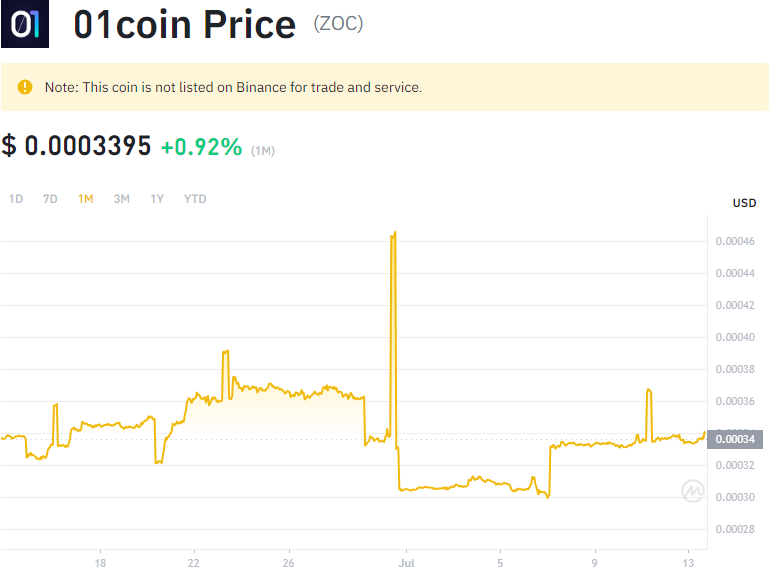 01
01coin Price (ZOC)
Note: This coin is not listed on Binance for trade and service.
$ 0.0003395 +0.92% (1M)
1D 7D 1M 3M 1Y YTD
USD
0.00046
0.00044
0.00042
0.00040
0.00038
0.00036
0.00034
0.00032
0.00030
0.00028
18 22 26 Jul 5 9 13